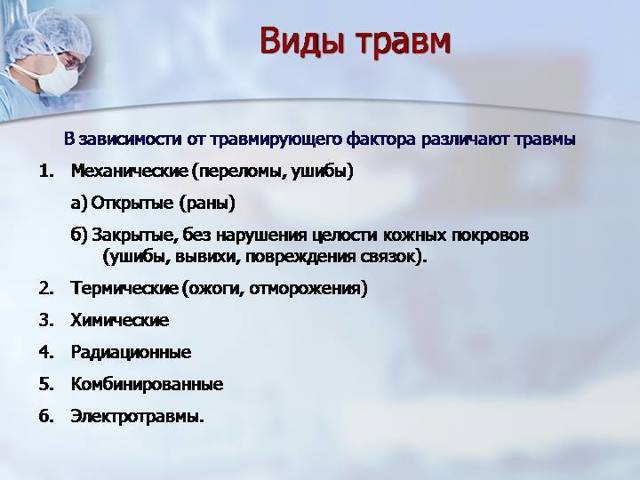 Виды травм
В зависимости от травмирующего фактора различают травмы
1. Механические (переломы, ушибы)
а) Открытые (раны)
б) Закрытые, без нарушения целости кожных покровов
(ушибы, вывихи, повреждения связок).
2. Термические (ожоги, отморожения)
3. Химические
4. Радиационные
5. Комбинированные
6. Электротравмы.